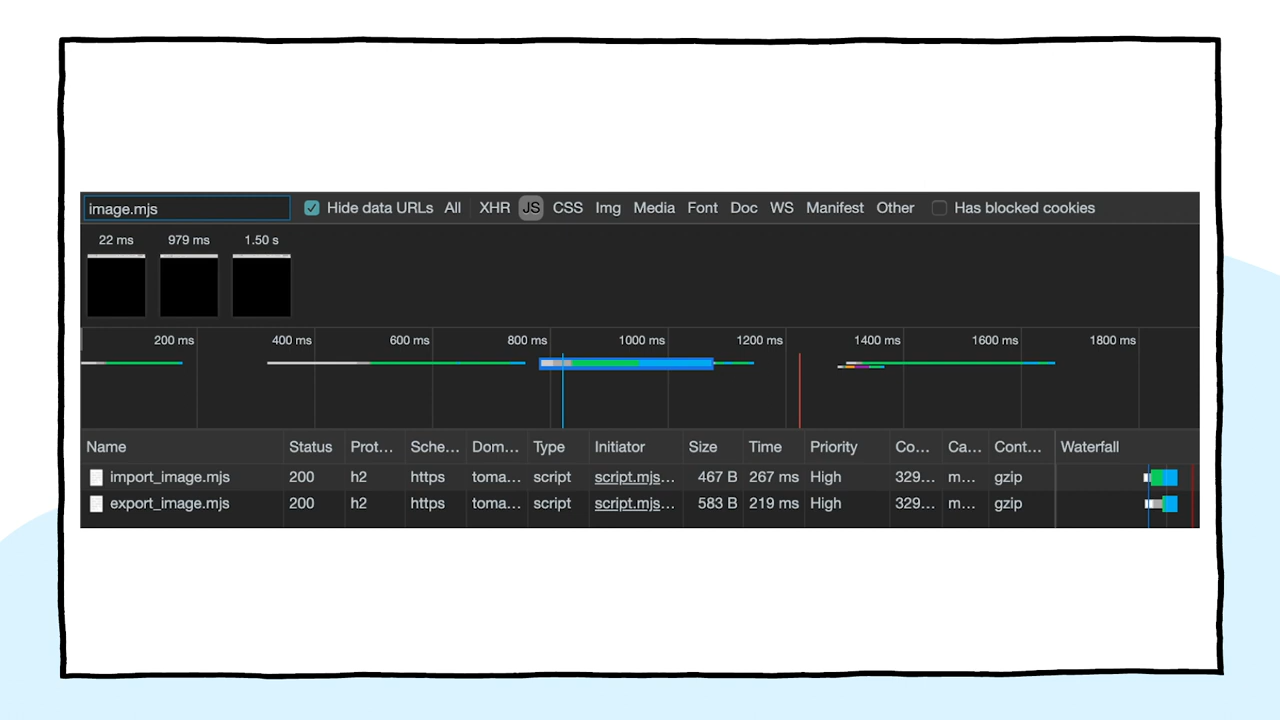 image.mjs Hide data URLs All XHR JS CSS Img Media Font Doc WS Manifest Other Has blocked cookies
22 ms 979 ms 1.50 s
200 ms 400 ms 600 ms 800 ms 1000 ms 1200 ms 1400 ms 1600 ms 1800 ms
Name Status Prot... Sche... Dom... Type Initiator Size Time Priority Co... Ca... Cont... Waterfall
import_image.mjs 200 h2 https toma... script script.mjs... 467 B 267 ms High 329... m... gzip
export_image.mjs 200 h2 https toma... script script.mjs... 583 B 219 ms High 329... m... gzip